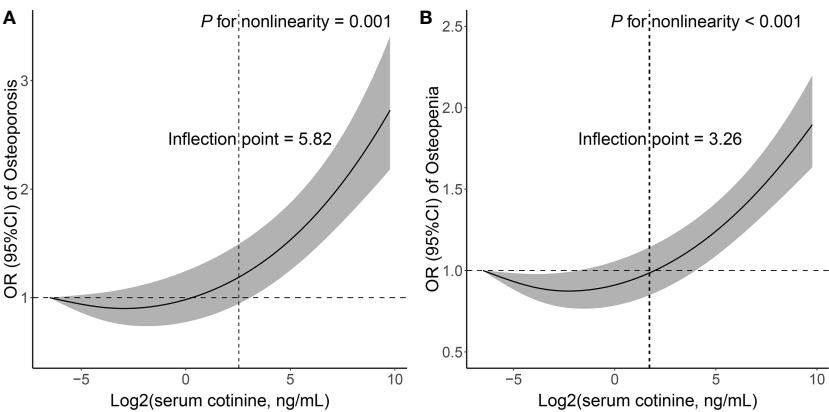 A
P for nonlinearity = 0.001
Inflection point = 5.82
OR (95%CI) of Osteoporosis
3
2
1
−5
0
5
10
Log2(serum cotinine, ng/mL)
B
P for nonlinearity < 0.001
Inflection point = 3.26
OR (95%CI) of Osteopenia
2.5
2.0
1.5
1.0
0.5
−5
0
5
10
Log2(serum cotinine, ng/mL)